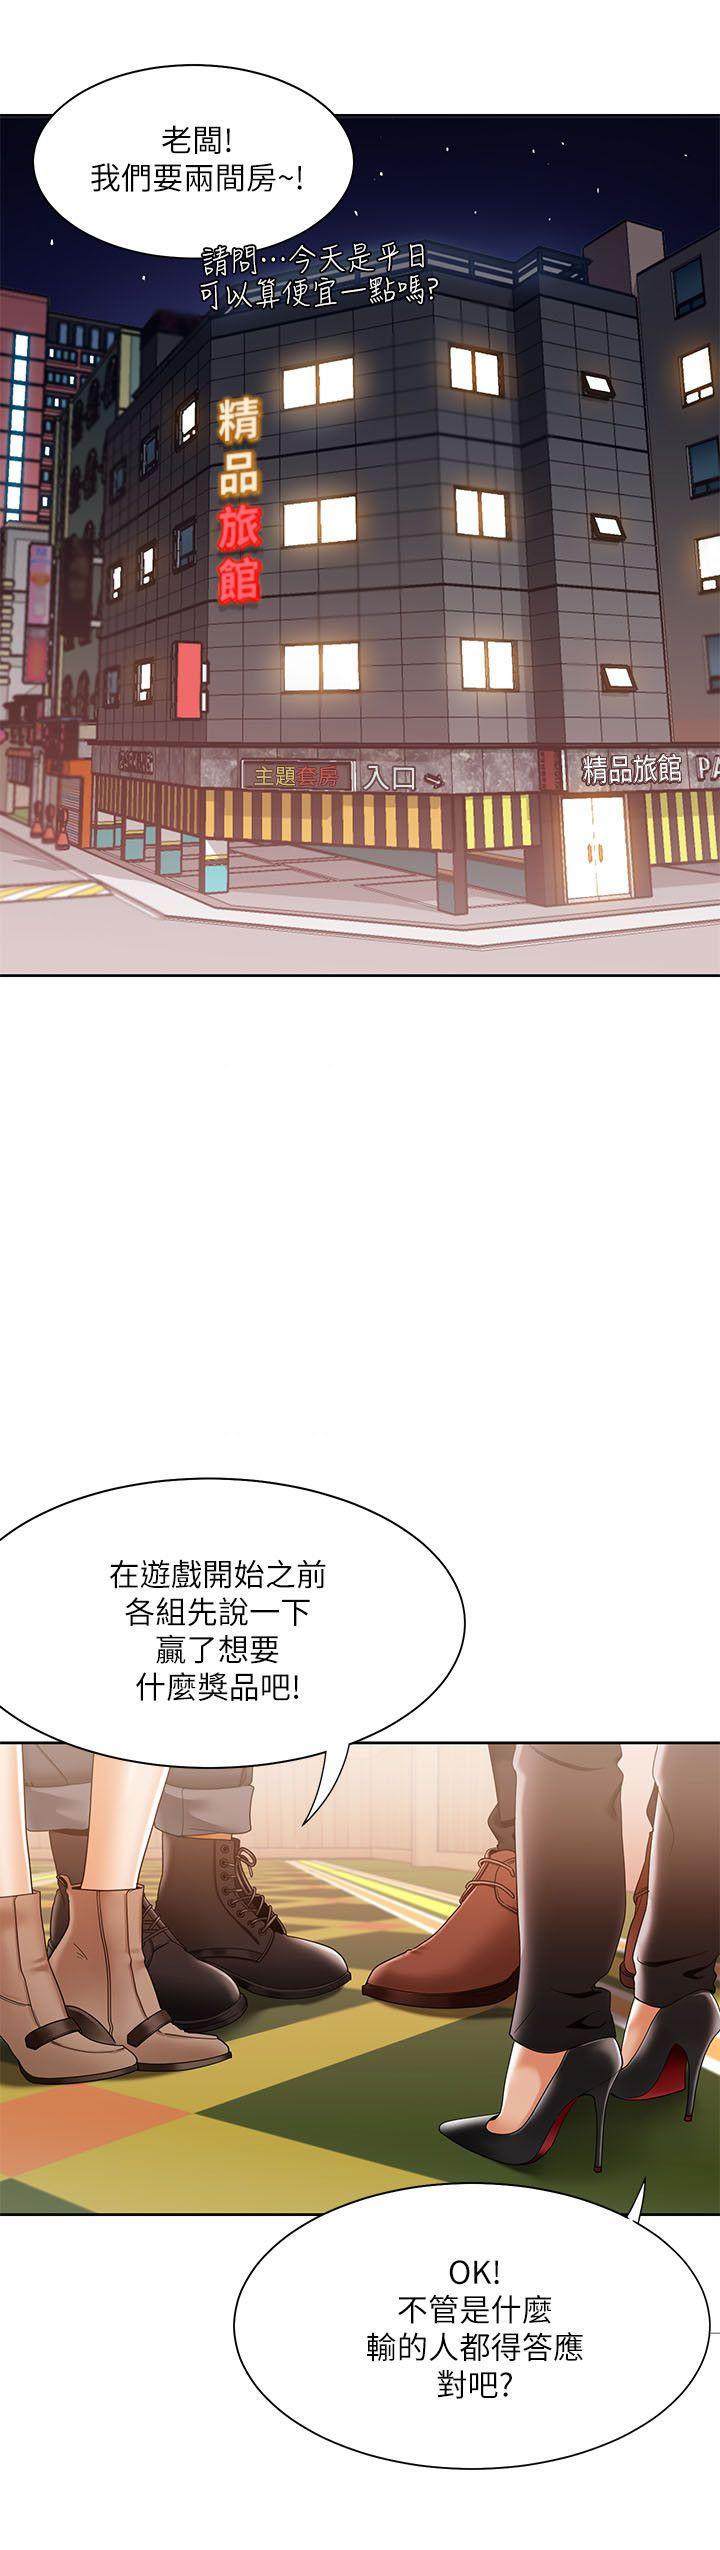 老闆!
我們要兩間房~!
請問…今天是平日
可以算便宜一點嗎?
精品旅館
主題套房
入口→
精品旅館 PA
在遊戲開始之前
各組先說一下
贏了想要
什麼獎品吧!
OK!
不管是什麼
輸的人都得答應
對吧?